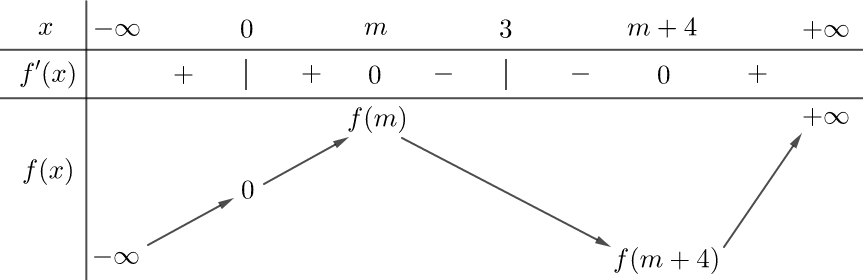 x −∞ 0 m 3 m + 4 +∞
f′(x) + | + 0 − | − 0 +
f(m) +∞
f(x) 0
−∞ f(m + 4)